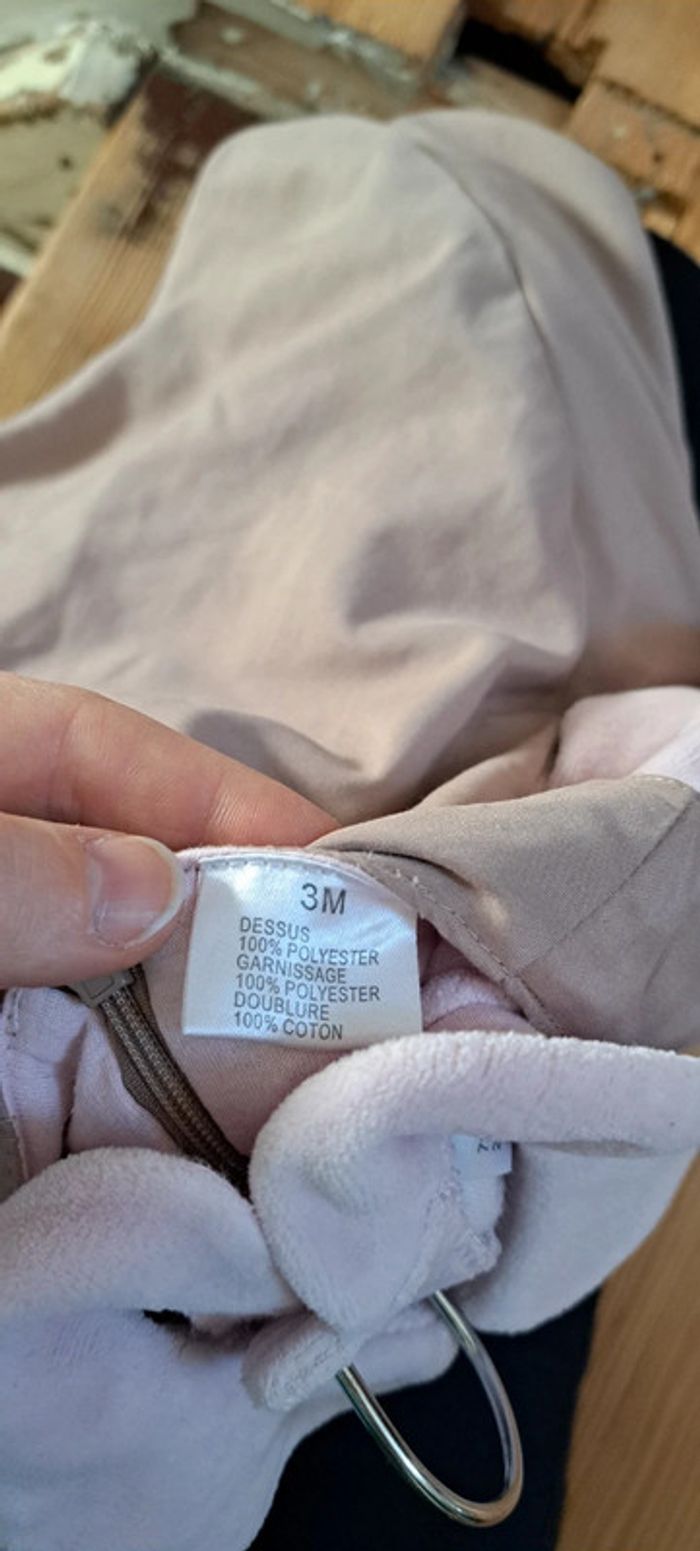 3M
DESSUS
100% POLYESTER
GARNISSAGE
100% POLYESTER
DOUBLURE
100% COTON